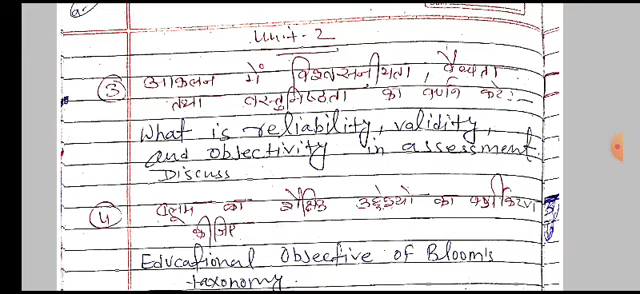 Unit-2
③ आकलन में विश्वसनीयता, वैद्यता
तथा वस्तुनिष्ठता का वर्णन करे:-
What is reliability, validity,
and objectivity in assessment
Discuss
④ ब्लूम का शैक्षिक उद्देश्यों का वर्गीकरण
कीजिए
Educational Objective of Bloom's
taxonomy.